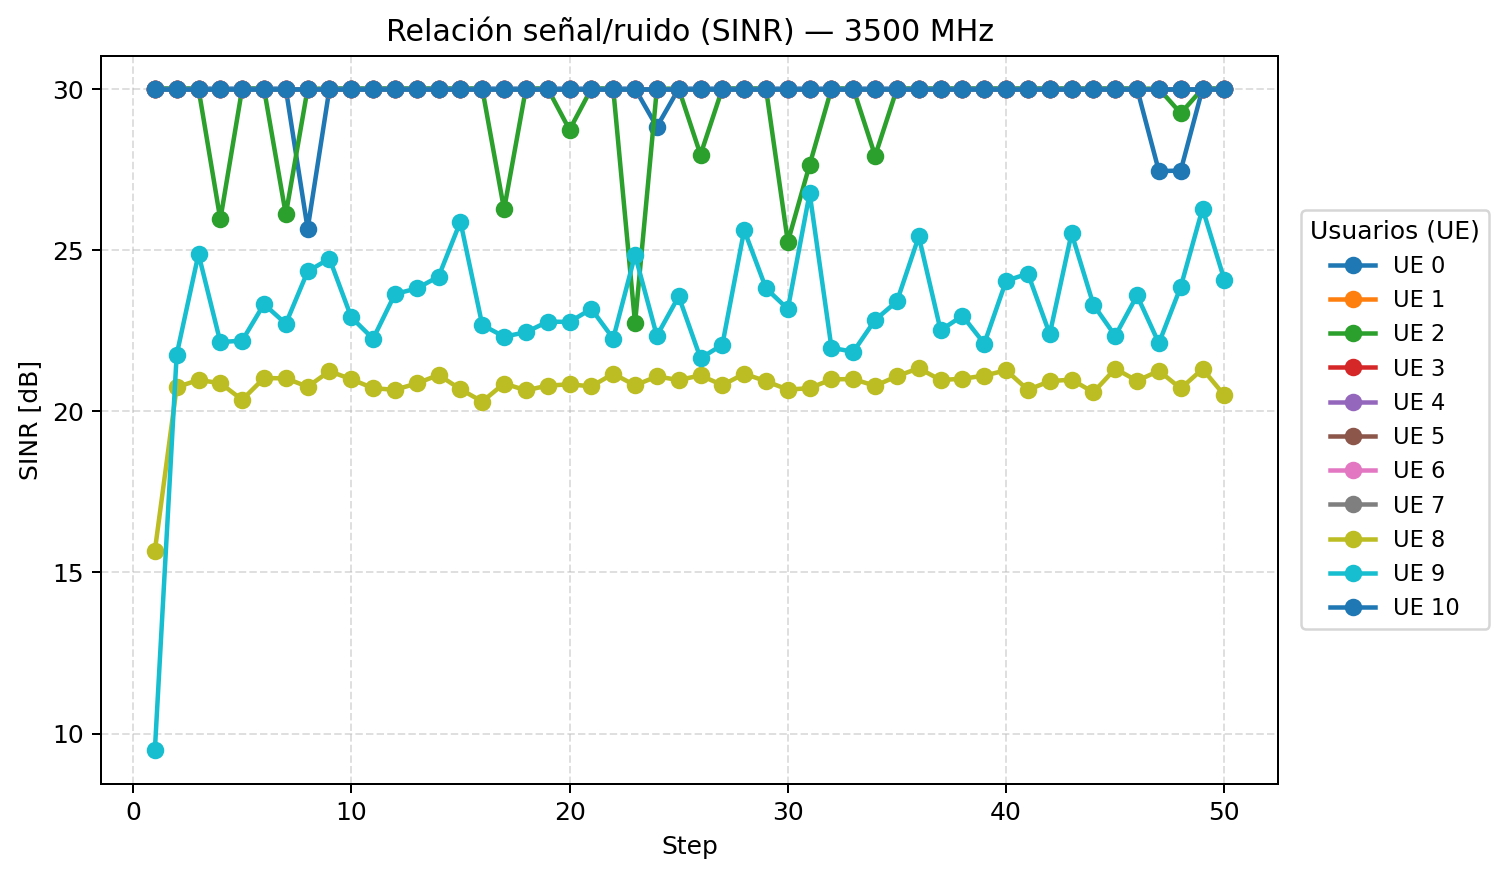 Relación señal/ruido (SINR) — 3500 MHz
SINR [dB]
30
25
20
15
10
0
10
20
30
40
50
Step
Usuarios (UE)
UE 0
UE 1
UE 2
UE 3
UE 4
UE 5
UE 6
UE 7
UE 8
UE 9
UE 10